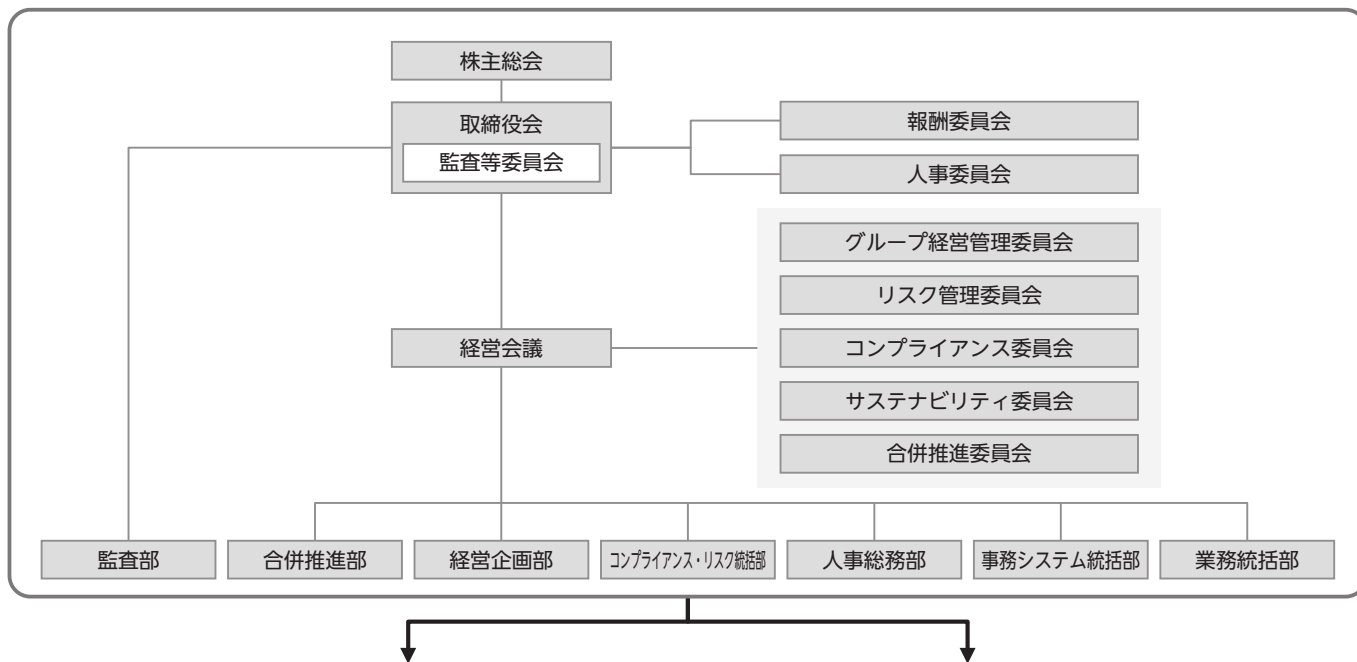 株主総会
取締役会
監査等委員会
報酬委員会
人事委員会
グループ経営管理委員会
リスク管理委員会
経営会議
コンプライアンス委員会
サステナビリティ委員会
合併推進委員会
監査部
合併推進部
経営企画部
コンプライアンス・リスク統括部
人事総務部
事務システム統括部
業務統括部